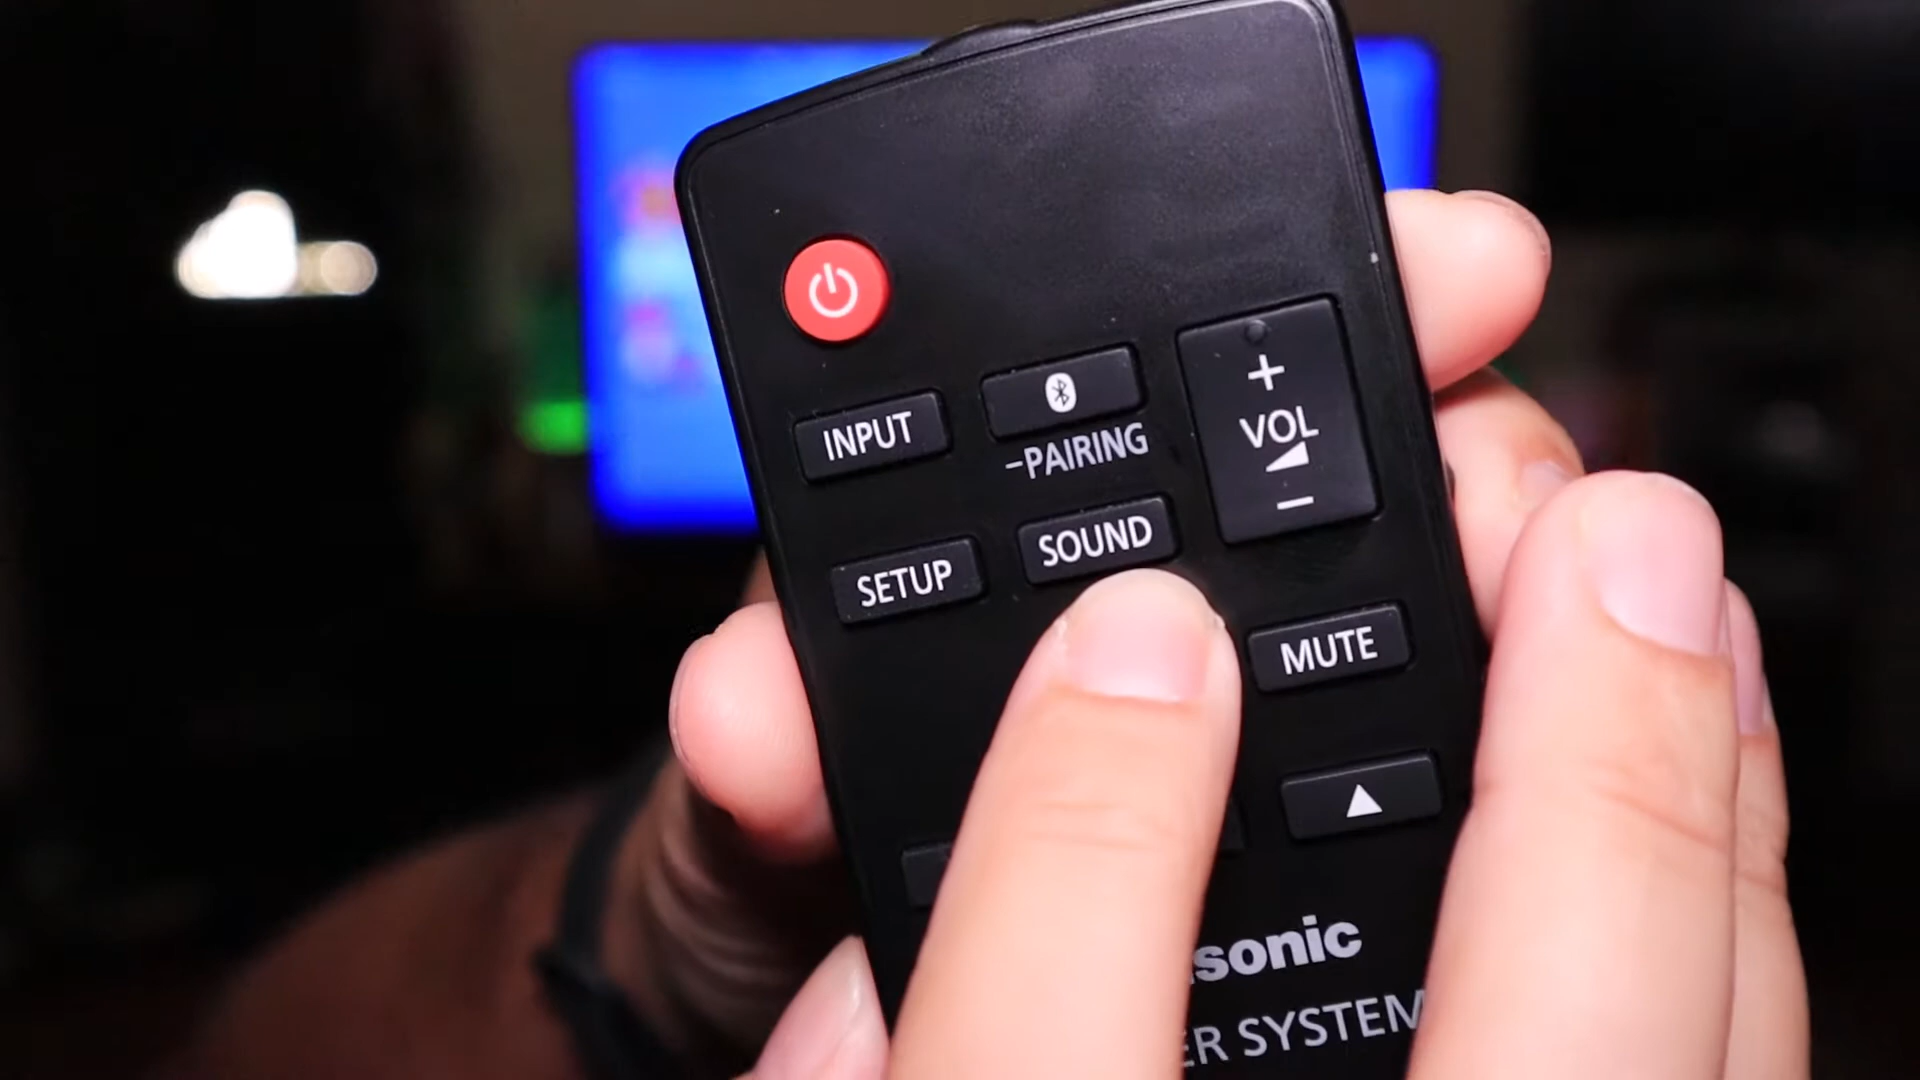 INPUT
-PAIRING
+
VOL
-
SETUP
SOUND
MUTE
sonic
ER SYSTEM